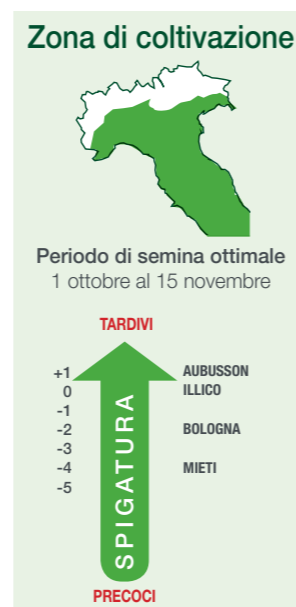 Zona di coltivazione
Periodo di semina ottimale
1 ottobre al 15 novembre
TARDIVI
+1 AUBUSSON
0 ILLICO
-1
-2 BOLOGNA
-3
-4 MIETI
-5
SPIGATURA
PRECOCI